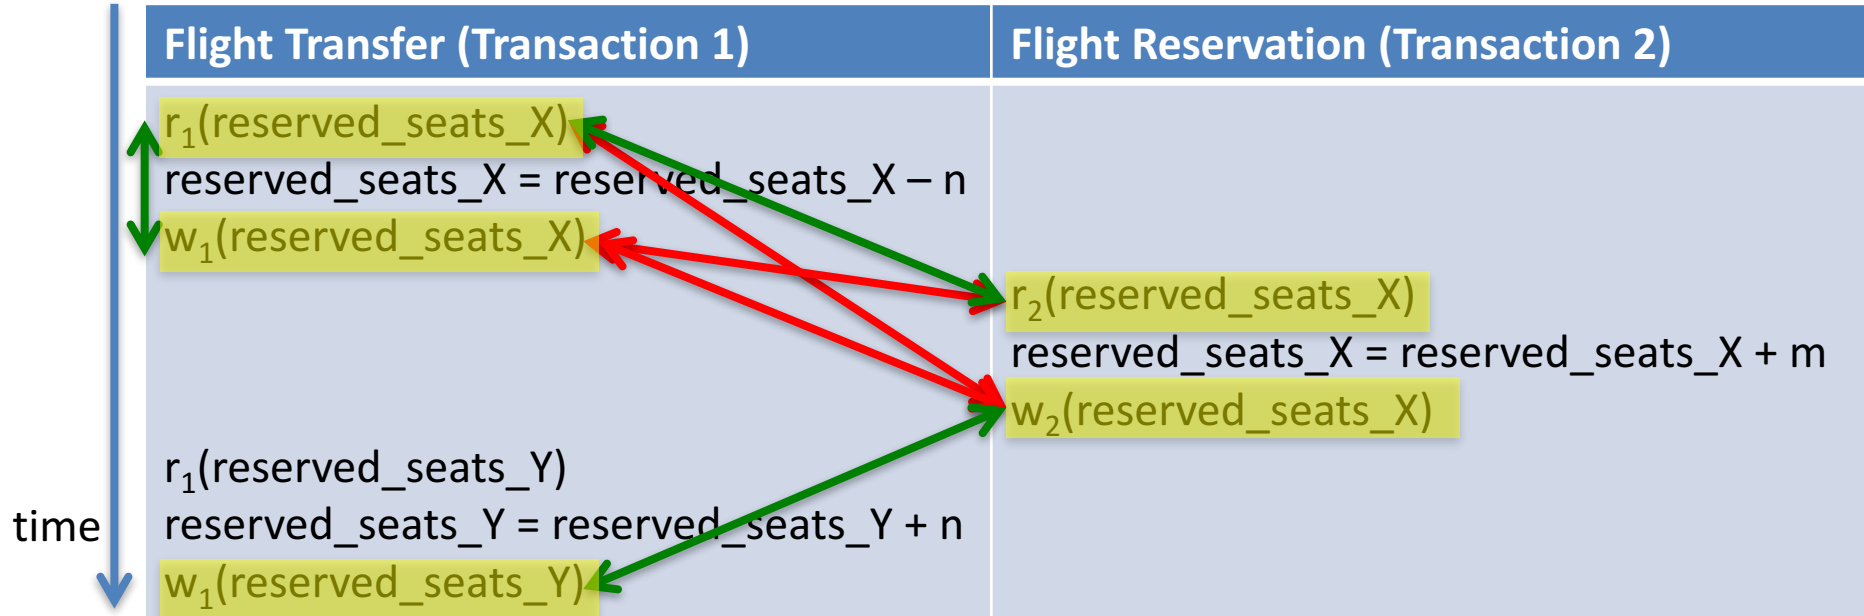 Flight Transfer (Transaction 1)
Flight Reservation (Transaction 2)
r₁(reserved_seats_X)
reserved_seats_X = reserved_seats_X – n
w₁(reserved_seats_X)
r₂(reserved_seats_X)
reserved_seats_X = reserved_seats_X + m
w₂(reserved_seats_X)
r₁(reserved_seats_Y)
time
reserved_seats_Y = reserved_seats_Y + n
w₁(reserved_seats_Y)